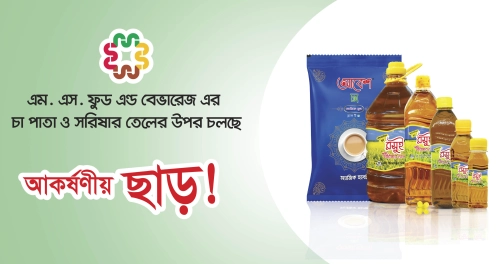 এম. এস. ফুড এন্ড বেভারেজ এর
চা পাতা ও সরিষার তেলের উপর চলছে
আকর্ষণীয় ছাড়!